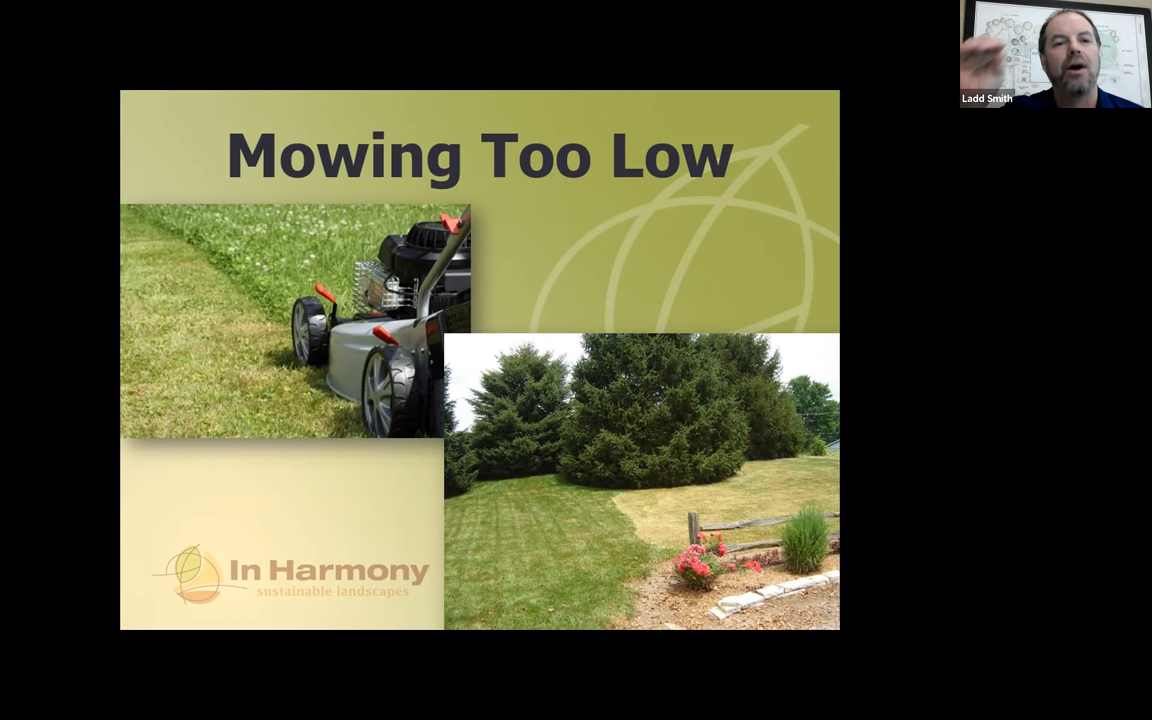 Mowing Too Low
In Harmony
sustainable landscapes
Ladd Smith